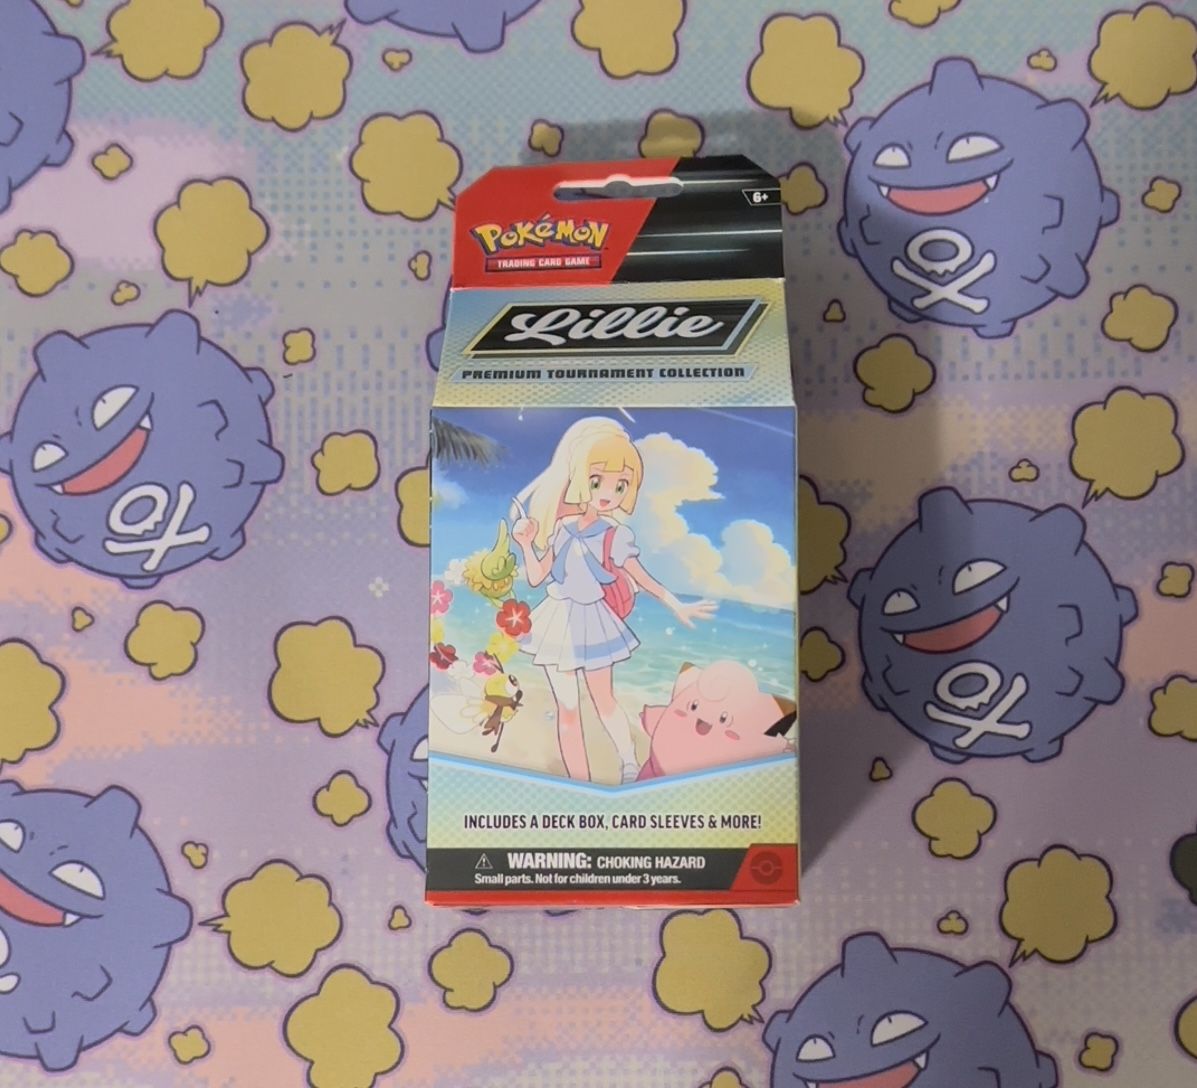 6+
POKéMON
TRADING CARD GAME
Lillie
PREMIUM TOURNAMENT COLLECTION
INCLUDES A DECK BOX, CARD SLEEVES & MORE!
WARNING: CHOKING HAZARD
Small parts. Not for children under 3 years.